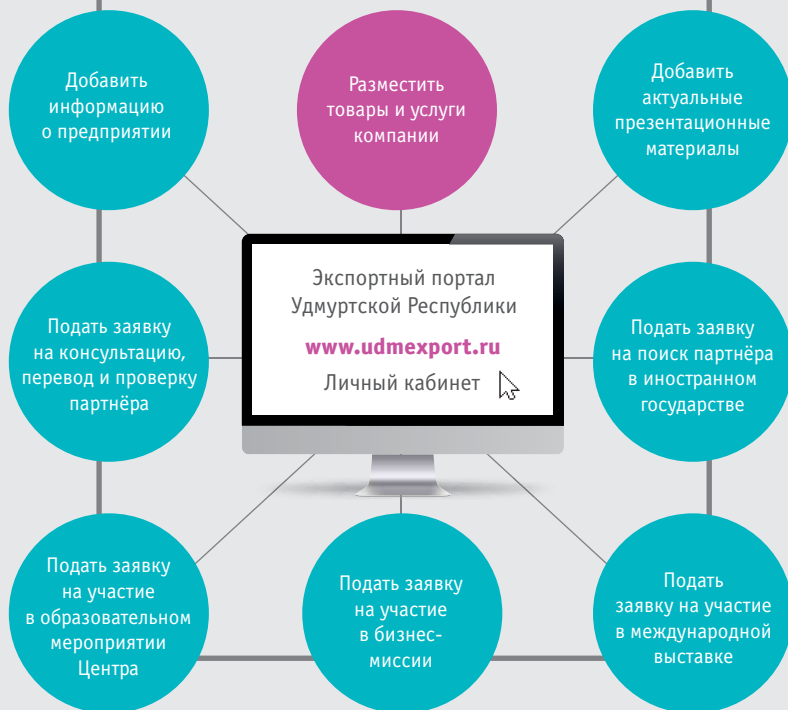 Добавить
информацию
о предприятии
Разместить
товары и услуги
компании
Добавить
актуальные
презентационные
материалы
Экспортный портал
Удмуртской Республики
www.udmexport.ru
Личный кабинет
Подать заявку
на консультацию,
перевод и проверку
партнёра
Подать заявку
на поиск партнёра
в иностранном
государстве
Подать заявку
на участие
в образовательном
мероприятии
Центра
Подать заявку
на участие
в бизнес-
миссии
Подать
заявку на участие
в международной
выставке